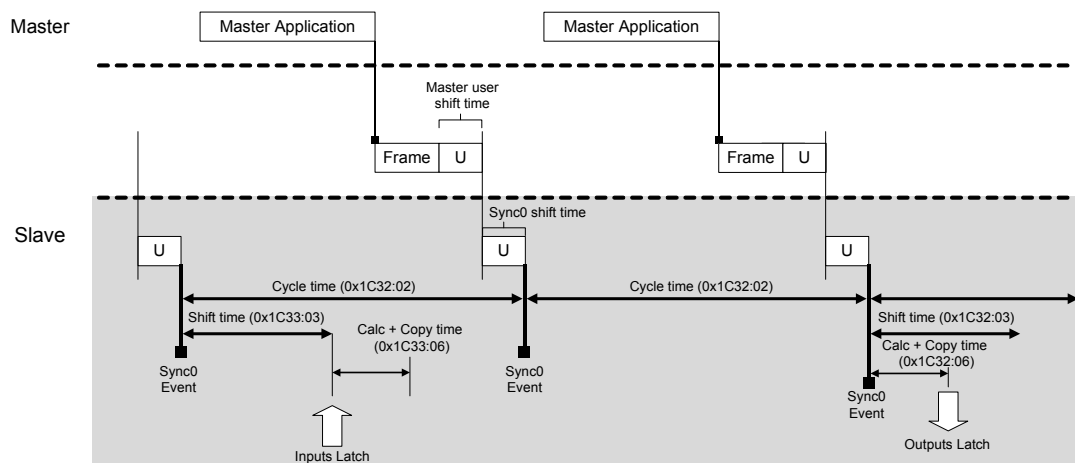 Master
Master Application
Master Application
Master user
shift time
Frame
U
Frame
U
Slave
Sync0 shift time
U
U
U
Cycle time (0x1C32:02)
Cycle time (0x1C32:02)
Shift time (0x1C33:03)
Shift time (0x1C32:03)
Calc + Copy time
(0x1C33:06)
Calc + Copy time
(0x1C32:06)
Sync0
Event
Sync0
Event
Sync0
Event
Inputs Latch
Outputs Latch